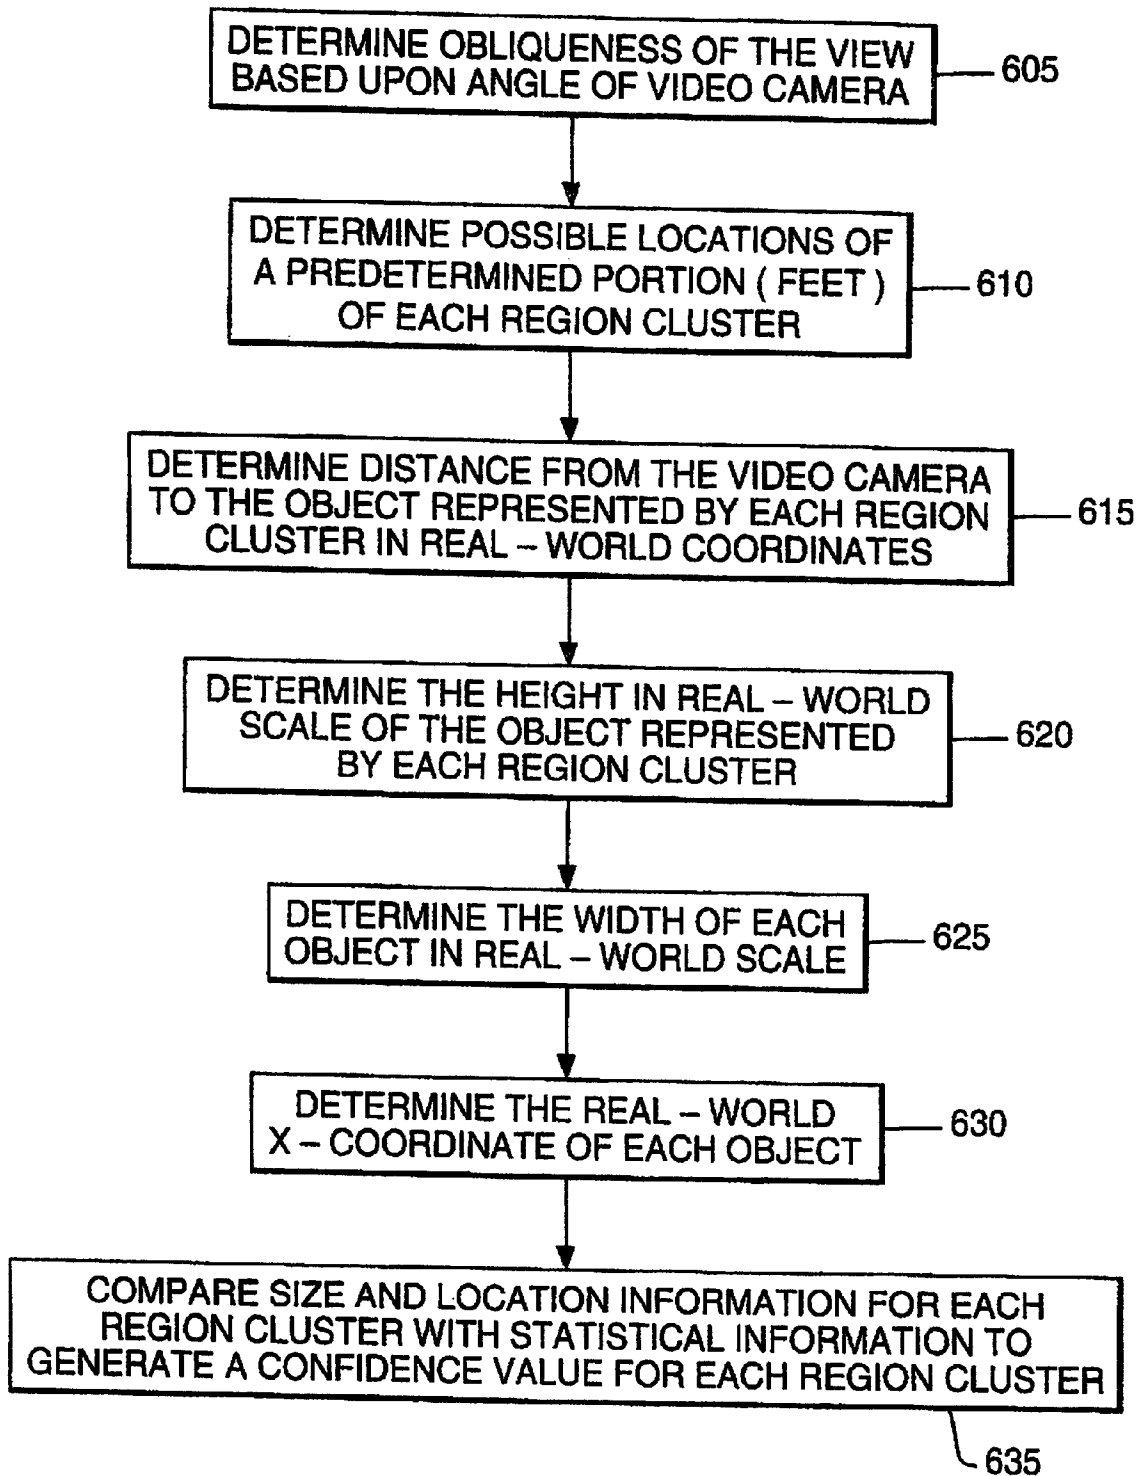 DETERMINE OBLIQUENESS OF THE VIEW
BASED UPON ANGLE OF VIDEO CAMERA
605
DETERMINE POSSIBLE LOCATIONS OF
A PREDETERMINED PORTION ( FEET )
OF EACH REGION CLUSTER
610
DETERMINE DISTANCE FROM THE VIDEO CAMERA
TO THE OBJECT REPRESENTED BY EACH REGION
CLUSTER IN REAL – WORLD COORDINATES
615
DETERMINE THE HEIGHT IN REAL – WORLD
SCALE OF THE OBJECT REPRESENTED
BY EACH REGION CLUSTER
620
DETERMINE THE WIDTH OF EACH
OBJECT IN REAL – WORLD SCALE
625
DETERMINE THE REAL – WORLD
X – COORDINATE OF EACH OBJECT
630
COMPARE SIZE AND LOCATION INFORMATION FOR EACH
REGION CLUSTER WITH STATISTICAL INFORMATION TO
GENERATE A CONFIDENCE VALUE FOR EACH REGION CLUSTER
635